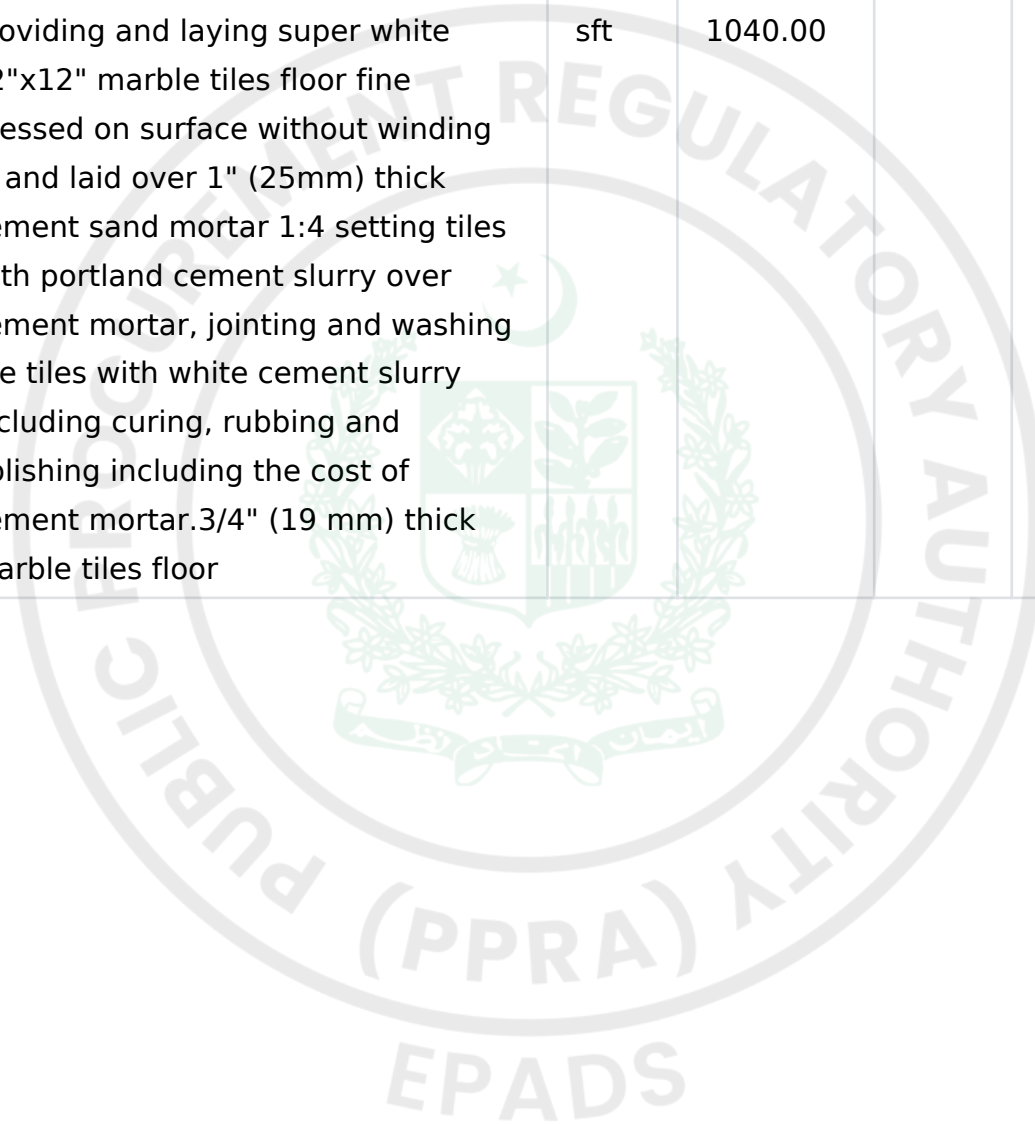 oviding and laying super white sft 1040.00
2"x12" marble tiles floor fine
essed on surface without winding
and laid over 1" (25mm) thick
ement sand mortar 1:4 setting tiles
th portland cement slurry over
ement mortar, jointing and washing
e tiles with white cement slurry
cluding curing, rubbing and
olishing including the cost of
ement mortar.3/4" (19 mm) thick
arble tiles floor
PUBLIC PROCUREMENT REGULATORY AUTHORITY
(PPRA)
EPADS